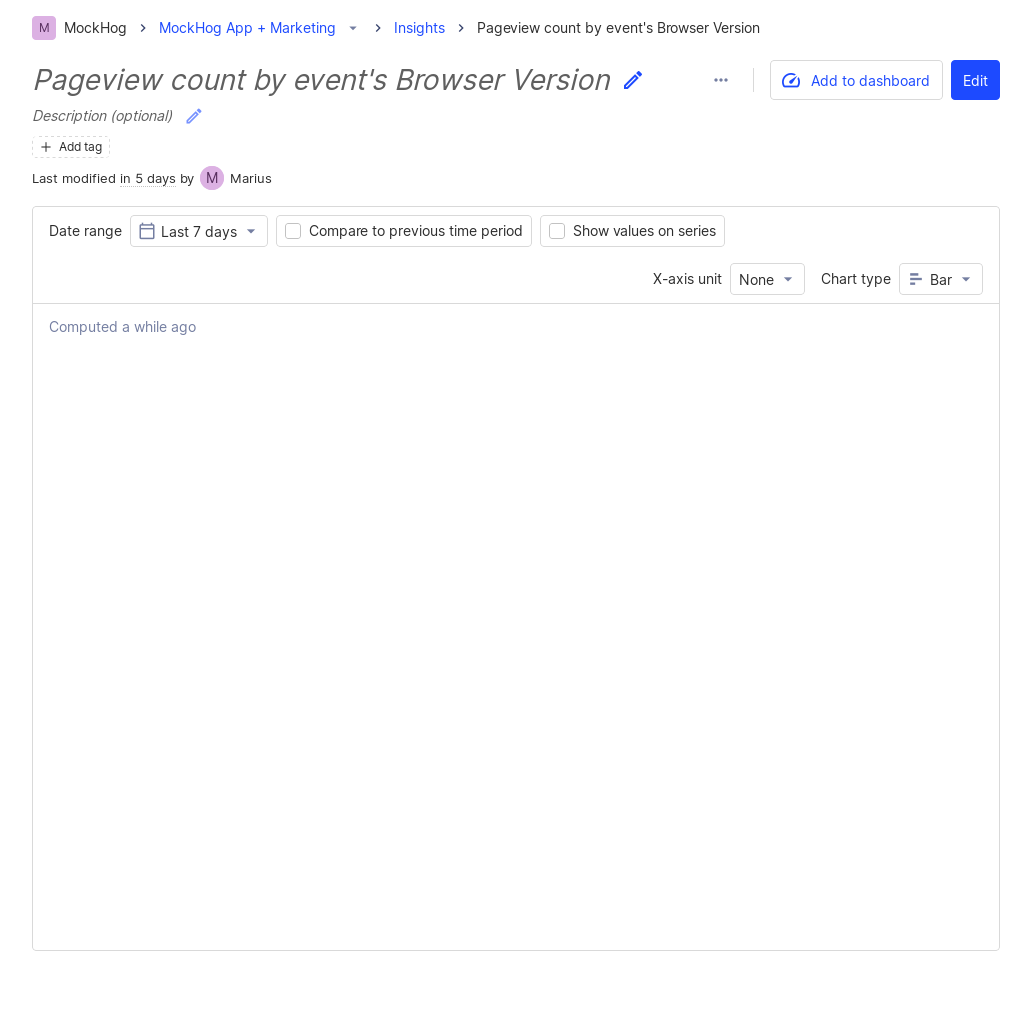 M MockHog MockHog App + Marketing Insights Pageview count by event's Browser Version
Pageview count by event's Browser Version
Add to dashboard
Edit
Description (optional)
Add tag
Last modified in 5 days by M Marius
Date range Last 7 days Compare to previous time period Show values on series
X-axis unit None Chart type Bar
Computed a while ago